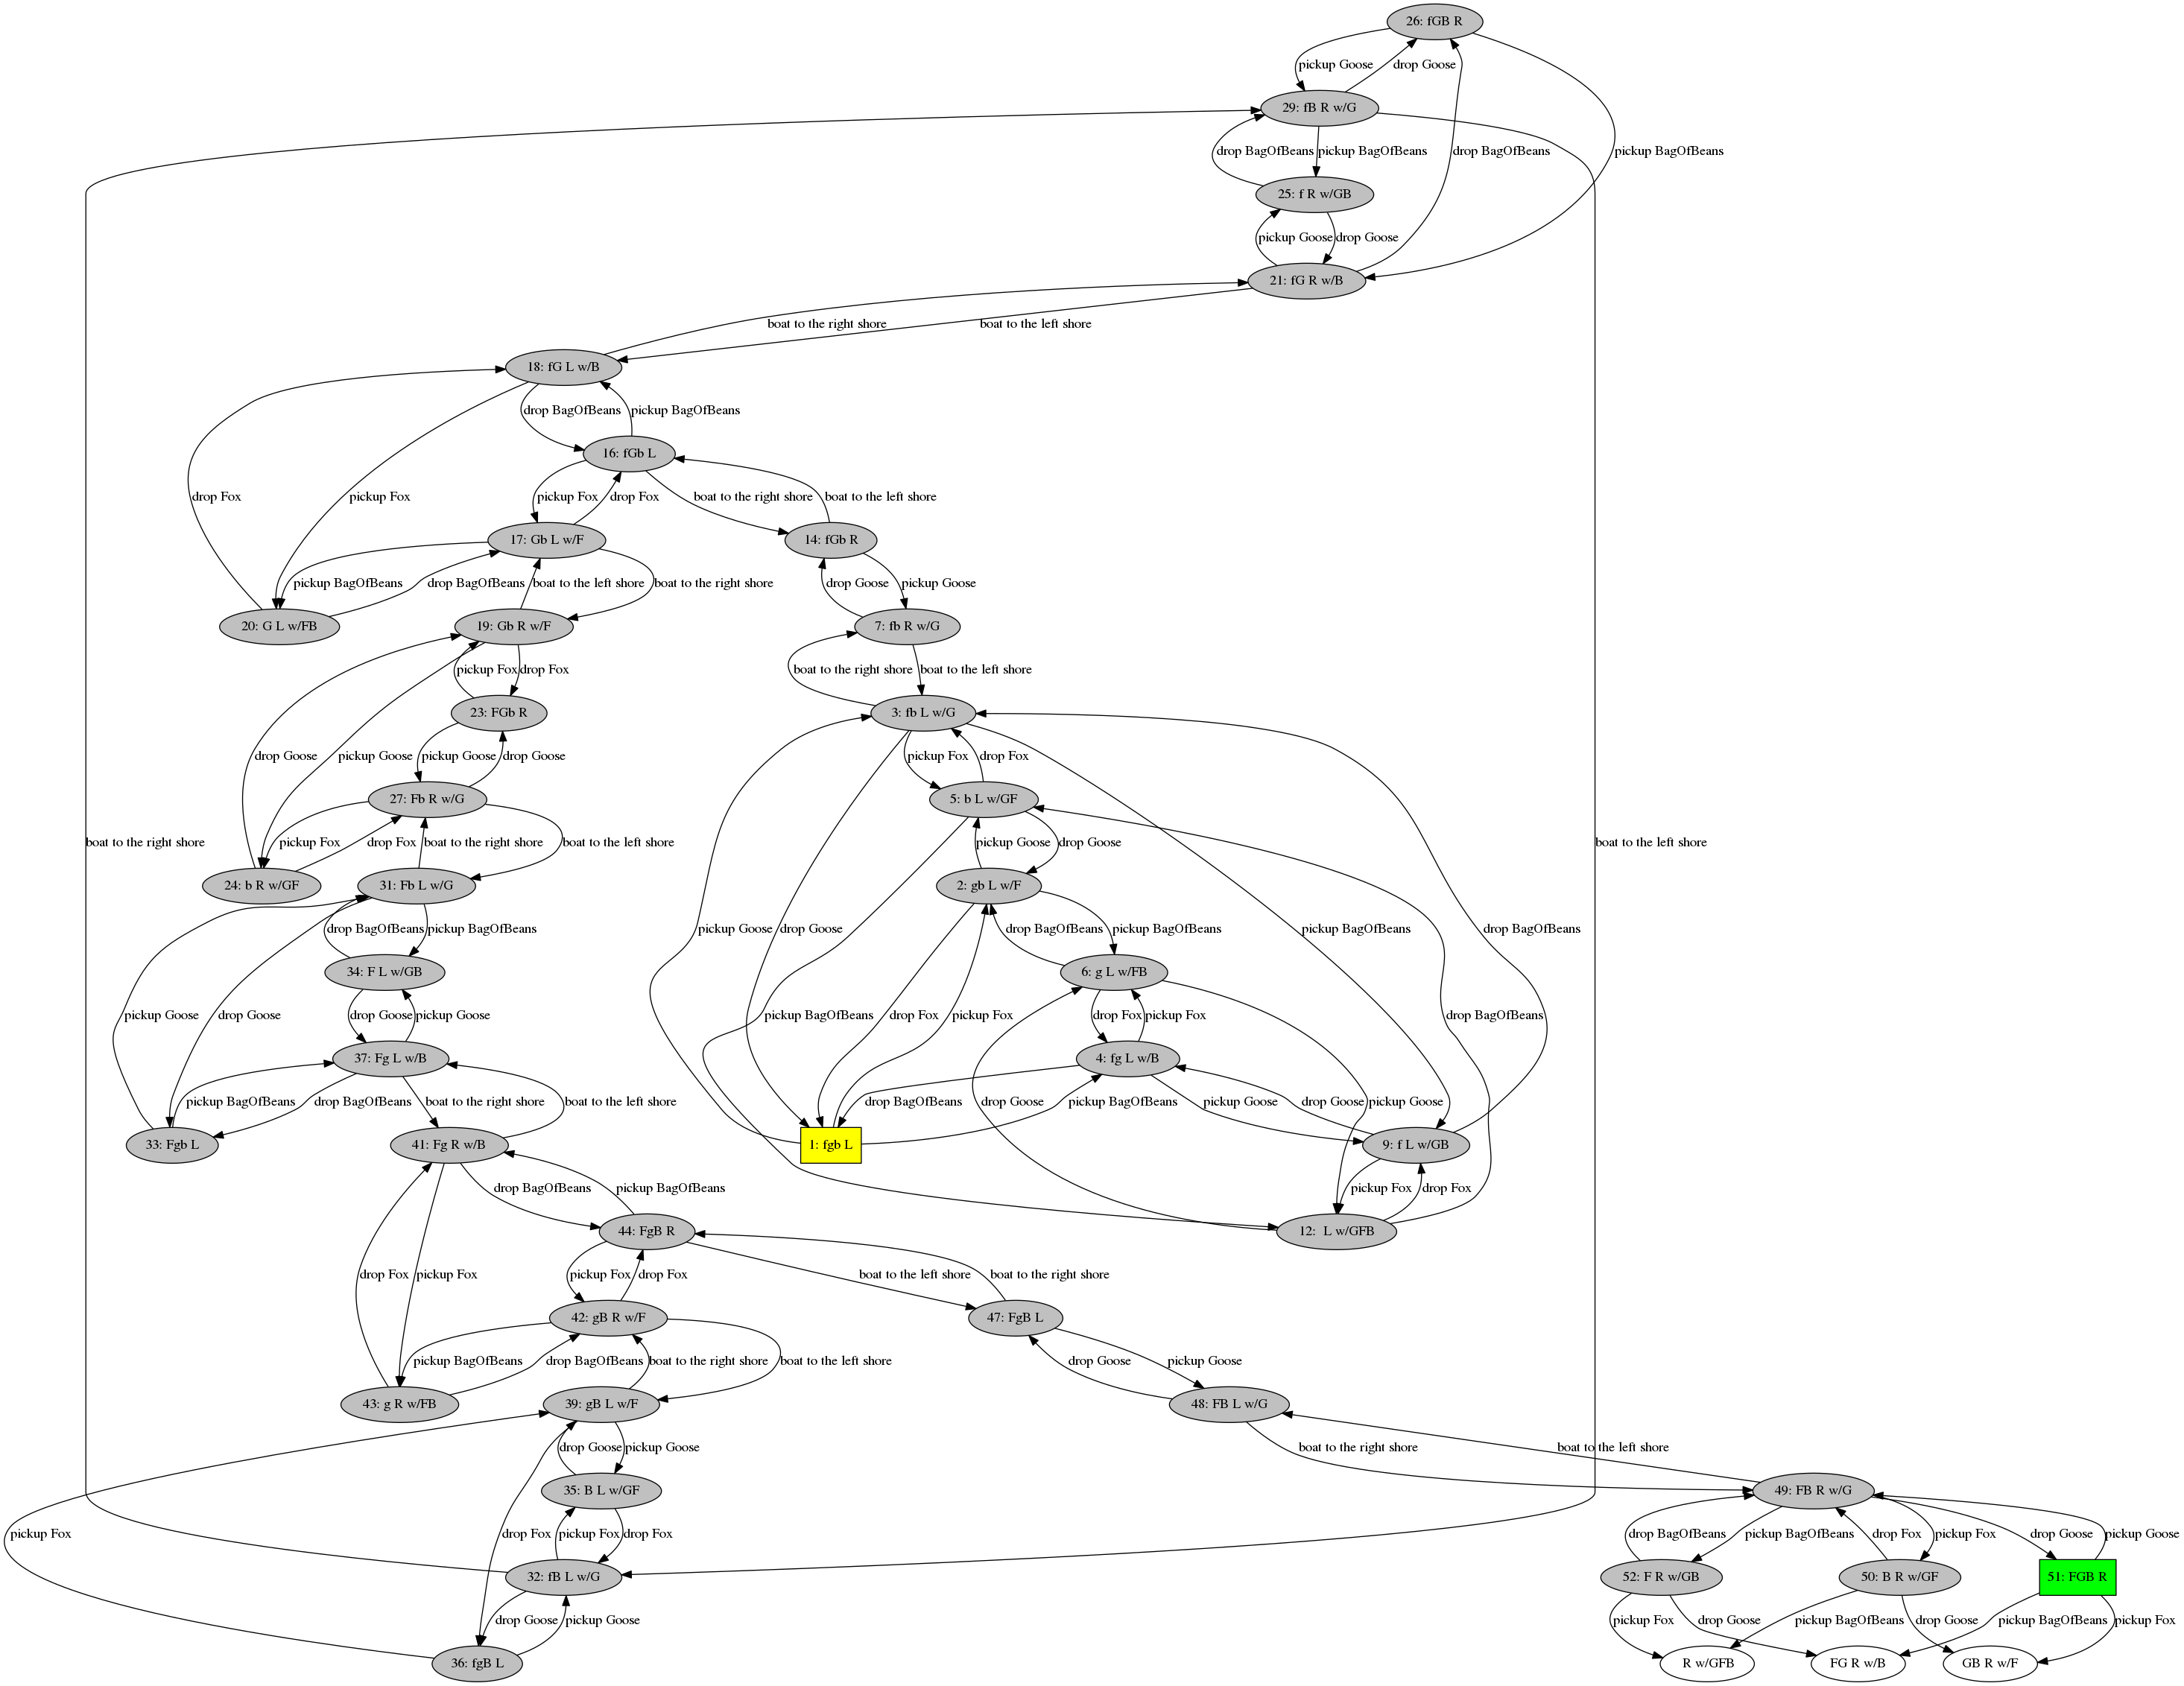 26: fGB R
pickup Goose
drop Goose
29: fB R w/G
drop BagOfBeans
pickup BagOfBeans
drop BagOfBeans
pickup BagOfBeans
25: f R w/GB
pickup Goose
drop Goose
21: fG R w/B
boat to the right shore
boat to the left shore
18: fG L w/B
drop BagOfBeans
pickup BagOfBeans
16: fGb L
drop Fox
pickup Fox
pickup Fox
drop Fox
boat to the right shore
boat to the left shore
17: Gb L w/F
14: fGb R
pickup BagOfBeans
drop BagOfBeans
boat to the left shore
boat to the right shore
drop Goose
pickup Goose
20: G L w/FB
19: Gb R w/F
7: fb R w/G
pickup Fox
drop Fox
boat to the right shore
boat to the left shore
23: FGb R
3: fb L w/G
drop Goose
pickup Goose
pickup Goose
drop Goose
pickup Fox
drop Fox
27: Fb R w/G
5: b L w/GF
boat to the right shore
pickup Fox
drop Fox
boat to the right shore
boat to the left shore
pickup Goose
drop Goose
boat to the left shore
24: b R w/GF
31: Fb L w/G
2: gb L w/F
drop BagOfBeans
pickup BagOfBeans
pickup Goose
drop Goose
drop BagOfBeans
pickup BagOfBeans
pickup BagOfBeans
drop BagOfBeans
34: F L w/GB
6: g L w/FB
pickup Goose
drop Goose
drop Goose
pickup Goose
pickup BagOfBeans
drop Fox
pickup Fox
drop Fox
pickup Fox
drop BagOfBeans
37: Fg L w/B
4: fg L w/B
pickup BagOfBeans
drop BagOfBeans
boat to the right shore
boat to the left shore
drop BagOfBeans
pickup BagOfBeans
drop Goose
pickup Goose
pickup Goose
drop Goose
33: Fgb L
41: Fg R w/B
1: fgb L
9: f L w/GB
drop BagOfBeans
pickup BagOfBeans
pickup Fox
drop Fox
44: FgB R
12:  L w/GFB
drop Fox
pickup Fox
pickup Fox
drop Fox
boat to the left shore
boat to the right shore
42: gB R w/F
47: FgB L
pickup BagOfBeans
drop BagOfBeans
boat to the right shore
boat to the left shore
drop Goose
pickup Goose
43: g R w/FB
39: gB L w/F
48: FB L w/G
drop Goose
pickup Goose
boat to the right shore
boat to the left shore
35: B L w/GF
49: FB R w/G
pickup Fox
drop Fox
pickup Fox
drop Fox
drop BagOfBeans
pickup BagOfBeans
drop Fox
pickup Fox
drop Goose
pickup Goose
32: fB L w/G
52: F R w/GB
50: B R w/GF
51: FGB R
drop Goose
pickup Goose
pickup Fox
drop Goose
pickup BagOfBeans
drop Goose
pickup BagOfBeans
pickup Fox
36: fgB L
R w/GFB
FG R w/B
GB R w/F